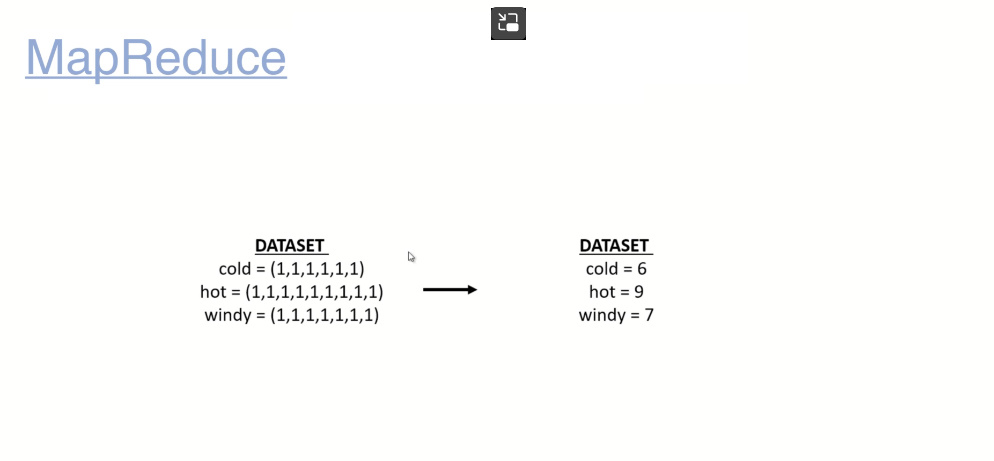 MapReduce
DATASET
cold = (1,1,1,1,1,1)
hot = (1,1,1,1,1,1,1,1,1)
windy = (1,1,1,1,1,1,1)
DATASET
cold = 6
hot = 9
windy = 7